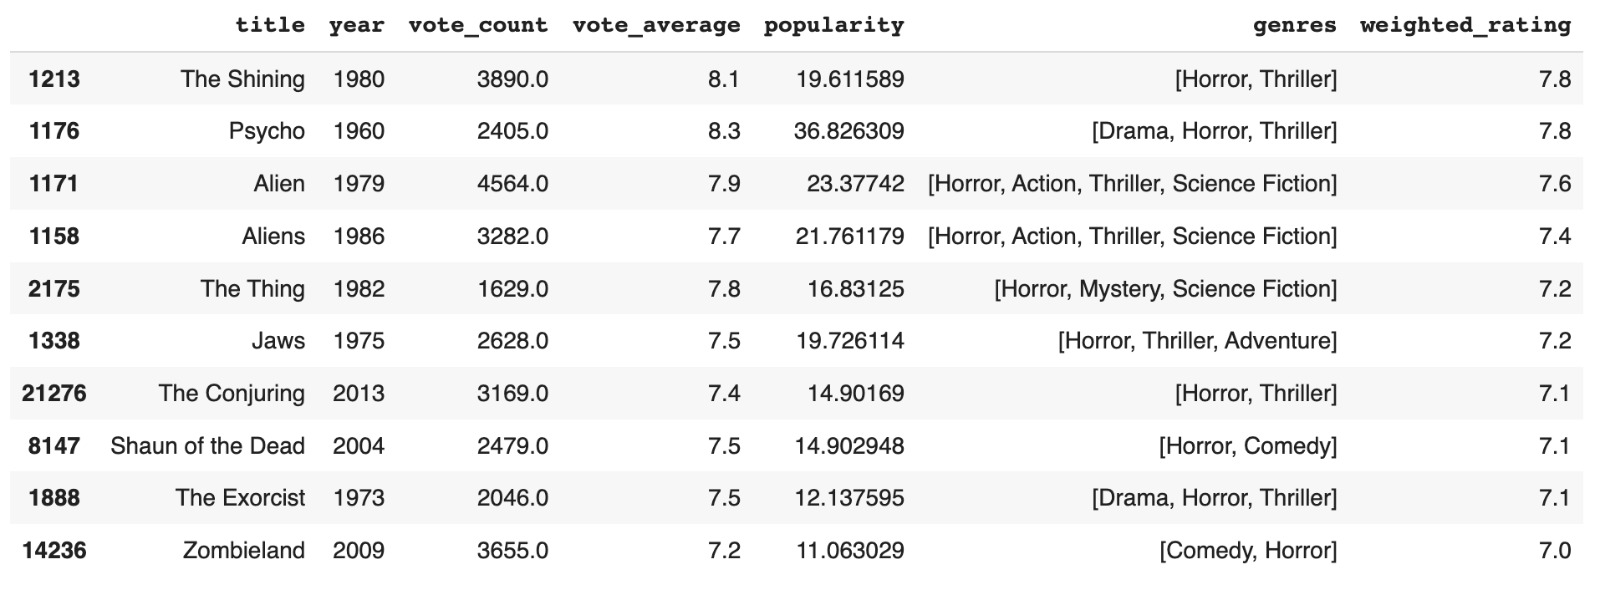 title year vote_count vote_average popularity genres weighted_rating
1213 The Shining 1980 3890.0 8.1 19.611589 [Horror, Thriller] 7.8
1176 Psycho 1960 2405.0 8.3 36.826309 [Drama, Horror, Thriller] 7.8
1171 Alien 1979 4564.0 7.9 23.37742 [Horror, Action, Thriller, Science Fiction] 7.6
1158 Aliens 1986 3282.0 7.7 21.761179 [Horror, Action, Thriller, Science Fiction] 7.4
2175 The Thing 1982 1629.0 7.8 16.83125 [Horror, Mystery, Science Fiction] 7.2
1338 Jaws 1975 2628.0 7.5 19.726114 [Horror, Thriller, Adventure] 7.2
21276 The Conjuring 2013 3169.0 7.4 14.90169 [Horror, Thriller] 7.1
8147 Shaun of the Dead 2004 2479.0 7.5 14.902948 [Horror, Comedy] 7.1
1888 The Exorcist 1973 2046.0 7.5 12.137595 [Drama, Horror, Thriller] 7.1
14236 Zombieland 2009 3655.0 7.2 11.063029 [Comedy, Horror] 7.0